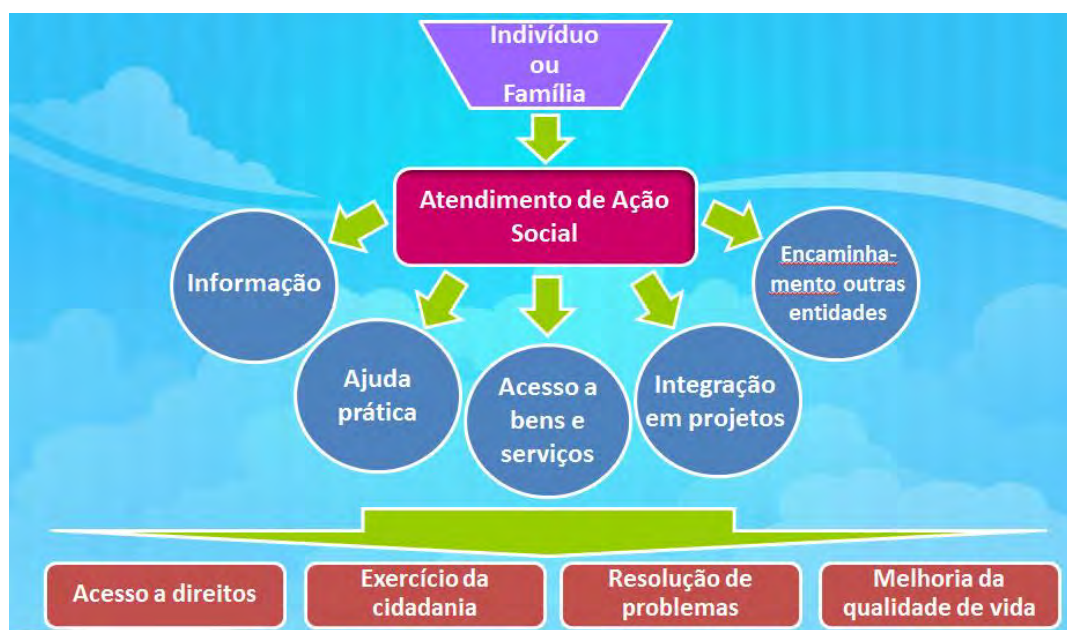 Indivíduo
ou
Família
Atendimento de Ação
Social
Informação
Ajuda
prática
Acesso a
bens e
serviços
Integração
em projetos
Encaminha-
mento outras
entidades
Acesso a direitos
Exercício da
cidadania
Resolução de
problemas
Melhoria da
qualidade de vida